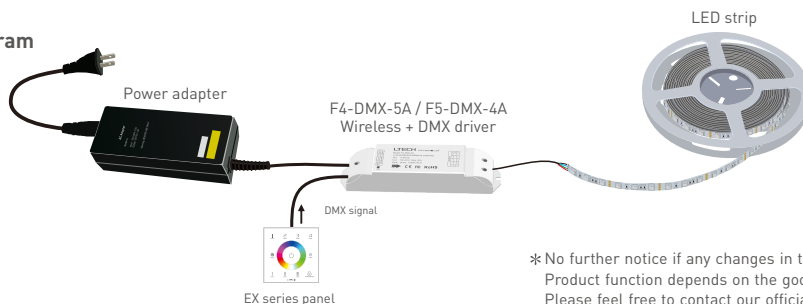 ram
LED strip
Power adapter
F4-DMX-5A / F5-DMX-4A
Wireless + DMX driver
LTECH
DMX signal
EX series panel
＊No further notice if any changes in t
Product function depends on the goo
Please feel free to contact our officia